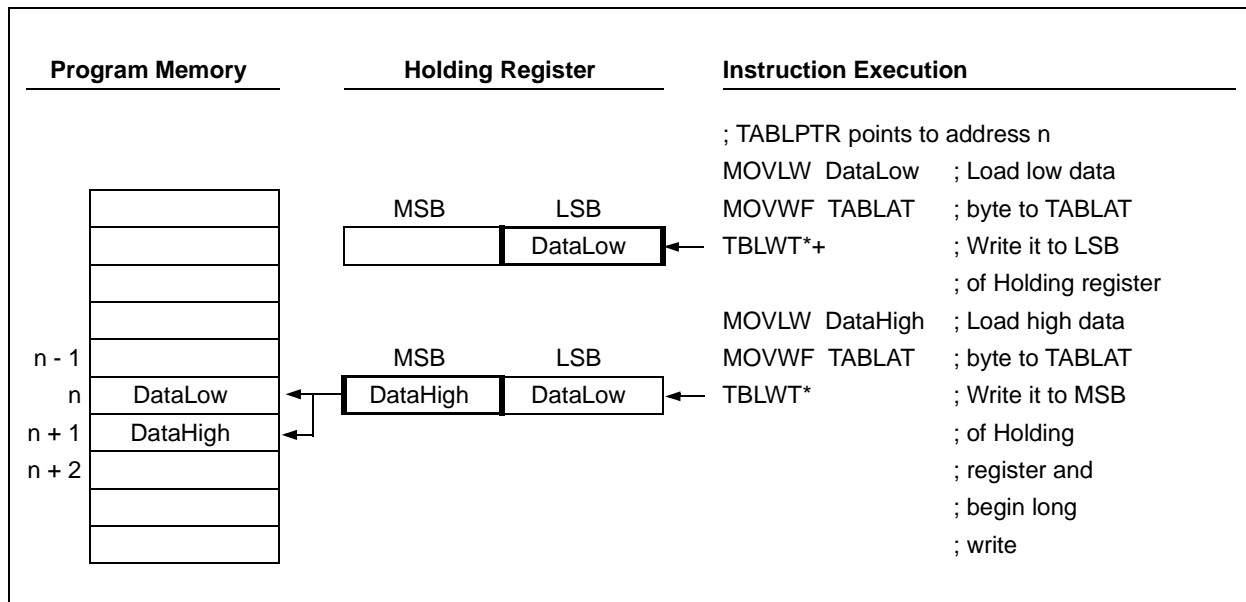 Program Memory Holding Register Instruction Execution
; TABLPTR points to address n
MOVLW DataLow ; Load low data
MSB LSB MOVWF TABLAT ; byte to TABLAT
DataLow TBLWT*+ ; Write it to LSB
; of Holding register
MOVLW DataHigh ; Load high data
n - 1 MSB LSB MOVWF TABLAT ; byte to TABLAT
n DataLow DataHigh DataLow TBLWT* ; Write it to MSB
n + 1 DataHigh ; of Holding
n + 2 ; register and
; begin long
; write